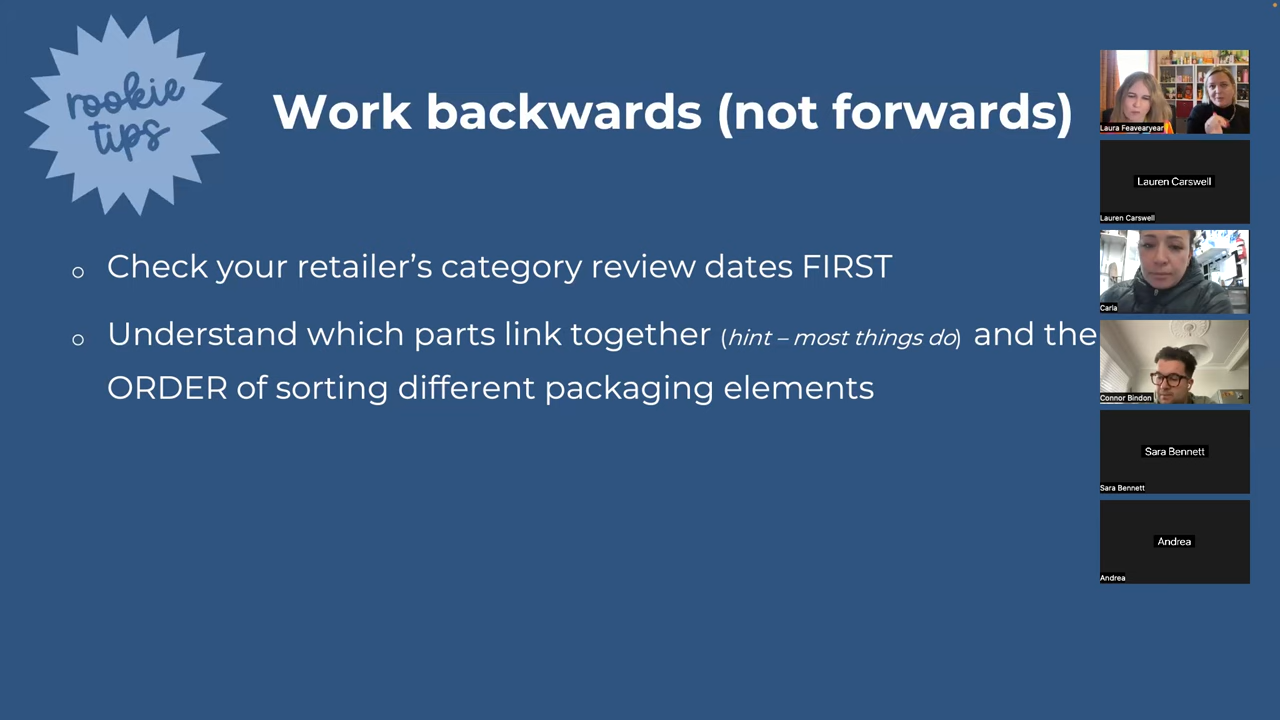 rookie
tips
Work backwards (not forwards)
Check your retailer's category review dates FIRST
Understand which parts link together (hint – most things do) and the
ORDER of sorting different packaging elements
Laura Feavearyear
Lauren Carswell
Lauren Carswell
Carla
Connor Bindon
Sara Bennett
Sara Bennett
Andrea
Andrea